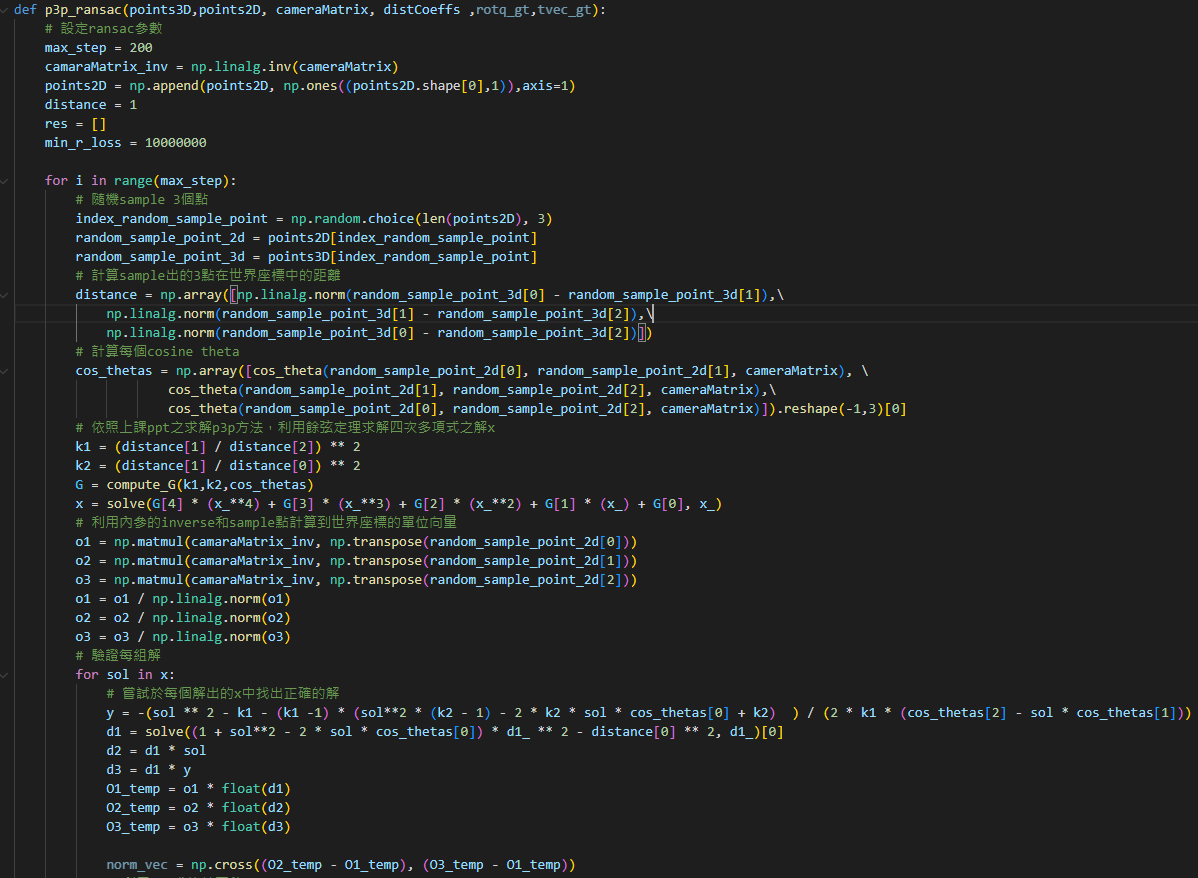 def p3p_ransac(points3D,points2D, cameraMatrix, distCoeffs ,rotq_gt,tvec_gt):
    # 設定ransac參數
    max_step = 200
    camaraMatrix_inv = np.linalg.inv(cameraMatrix)
    points2D = np.append(points2D, np.ones((points2D.shape[0],1)),axis=1)
    distance = 1
    res = []
    min_r_loss = 10000000
    for i in range(max_step):
        # 隨機sample 3個點
        index_random_sample_point = np.random.choice(len(points2D), 3)
        random_sample_point_2d = points2D[index_random_sample_point]
        random_sample_point_3d = points3D[index_random_sample_point]
        # 計算sample出的3點在世界座標中的距離
        distance = np.array([np.linalg.norm(random_sample_point_3d[0] - random_sample_point_3d[1]),\
            np.linalg.norm(random_sample_point_3d[1] - random_sample_point_3d[2]),\
            np.linalg.norm(random_sample_point_3d[0] - random_sample_point_3d[2])])
        # 計算每個cosine theta
        cos_thetas = np.array([cos_theta(random_sample_point_2d[0], random_sample_point_2d[1], cameraMatrix), \
                    cos_theta(random_sample_point_2d[1], random_sample_point_2d[2], cameraMatrix),\
                    cos_theta(random_sample_point_2d[0], random_sample_point_2d[2], cameraMatrix)]).reshape(-1,3)[0]
        # 依照上課ppt之求解p3p方法，利用餘弦定理求解四次多項式之解x
        k1 = (distance[1] / distance[2]) ** 2
        k2 = (distance[1] / distance[0]) ** 2
        G = compute_G(k1,k2,cos_thetas)
        x = solve(G[4] * (x_**4) + G[3] * (x_**3) + G[2] * (x_**2) + G[1] * (x_) + G[0], x_)
        # 利用內參的inverse和sample點計算到世界座標的單位向量
        o1 = np.matmul(camaraMatrix_inv, np.transpose(random_sample_point_2d[0]))
        o2 = np.matmul(camaraMatrix_inv, np.transpose(random_sample_point_2d[1]))
        o3 = np.matmul(camaraMatrix_inv, np.transpose(random_sample_point_2d[2]))
        o1 = o1 / np.linalg.norm(o1)
        o2 = o2 / np.linalg.norm(o2)
        o3 = o3 / np.linalg.norm(o3)
        # 驗證每組解
        for sol in x:
            # 嘗試於每個解出的x中找出正確的解
            y = -(sol ** 2 - k1 - (k1 -1) * (sol**2 * (k2 - 1) - 2 * k2 * sol * cos_thetas[0] + k2)  ) / (2 * k1 * (cos_thetas[2] - sol * cos_thetas[1]))
            d1 = solve((1 + sol**2 - 2 * sol * cos_thetas[0]) * d1_ ** 2 - distance[0] ** 2, d1_)[0]
            d2 = d1 * sol
            d3 = d1 * y
            O1_temp = o1 * float(d1)
            O2_temp = o2 * float(d2)
            O3_temp = o3 * float(d3)
            norm_vec = np.cross((O2_temp - O1_temp), (O3_temp - O1_temp))